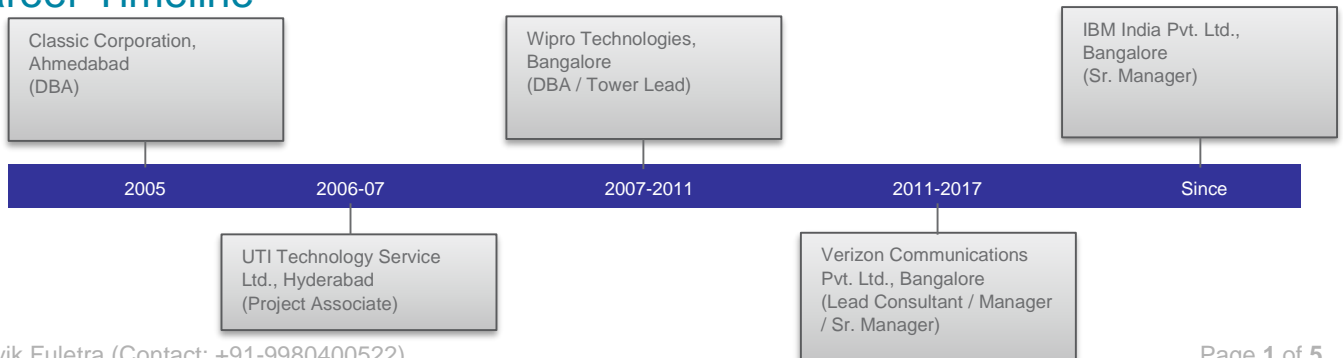 Career Timeline
Classic Corporation,
Ahmedabad
(DBA)
Wipro Technologies,
Bangalore
(DBA / Tower Lead)
IBM India Pvt. Ltd.,
Bangalore
(Sr. Manager)
2005
2006-07
2007-2011
2011-2017
Since
UTI Technology Service
Ltd., Hyderabad
(Project Associate)
Verizon Communications
Pvt. Ltd., Bangalore
(Lead Consultant / Manager
/ Sr. Manager)
Fuletra (Contact: +91-9980400522)
Page 1 of 5